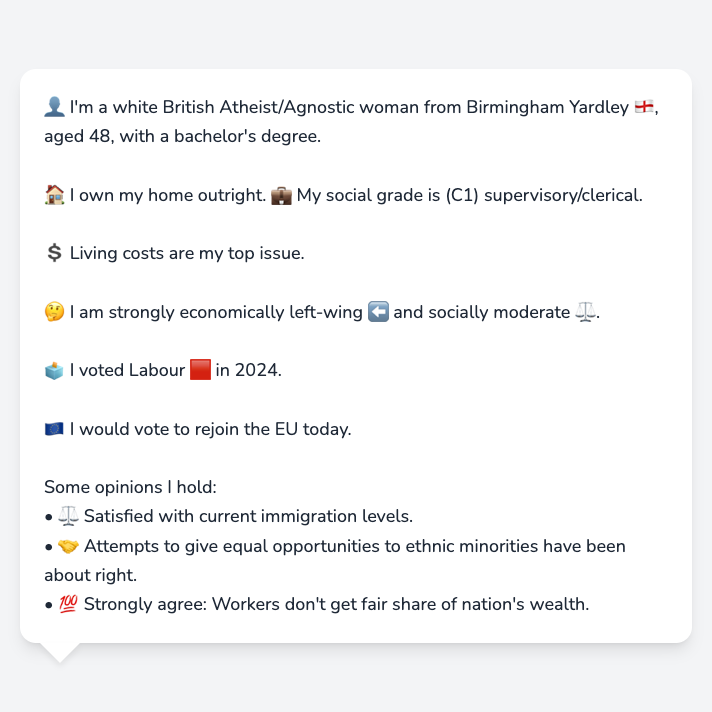 👤 I'm a white British Atheist/Agnostic woman from Birmingham Yardley 🏴󠁧󠁢󠁥󠁮󠁧󠁿,
aged 48, with a bachelor's degree.
🏠 I own my home outright. 💼 My social grade is (C1) supervisory/clerical.
💲 Living costs are my top issue.
🤔 I am strongly economically left-wing ⬅️ and socially moderate ⚖️.
🗳️ I voted Labour 🟥 in 2024.
🇪🇺 I would vote to rejoin the EU today.
Some opinions I hold:
• ⚖️ Satisfied with current immigration levels.
• 🤝 Attempts to give equal opportunities to ethnic minorities have been
about right.
• 💯 Strongly agree: Workers don't get fair share of nation's wealth.